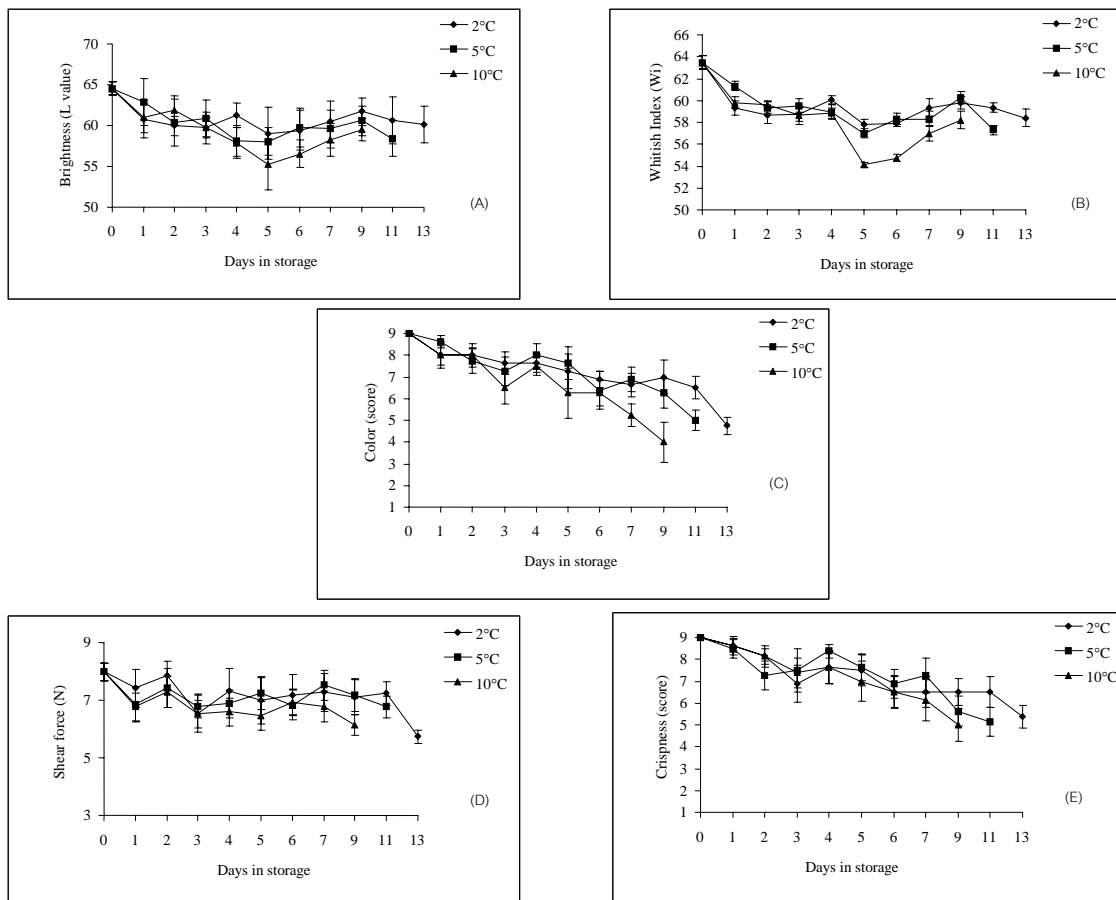 2°C
5°C
10°C
70
65
60
55
50
Brightness (L value)
0 1 2 3 4 5 6 7 9 11 13
Days in storage
(A)
2°C
5°C
10°C
66
64
62
60
58
56
54
52
50
Whitish Index (Wi)
0 1 2 3 4 5 6 7 9 11 13
Days in storage
(B)
2°C
5°C
10°C
9
8
7
6
5
4
3
2
1
Color (score)
0 1 2 3 4 5 6 7 9 11 13
Days in storage
(C)
2°C
5°C
10°C
9
7
5
3
Shear force (N)
0 1 2 3 4 5 6 7 9 11 13
Days in storage
(D)
2°C
5°C
10°C
9
8
7
6
5
4
3
2
1
Crispness (score)
0 1 2 3 4 5 6 7 9 11 13
Days in storage
(E)